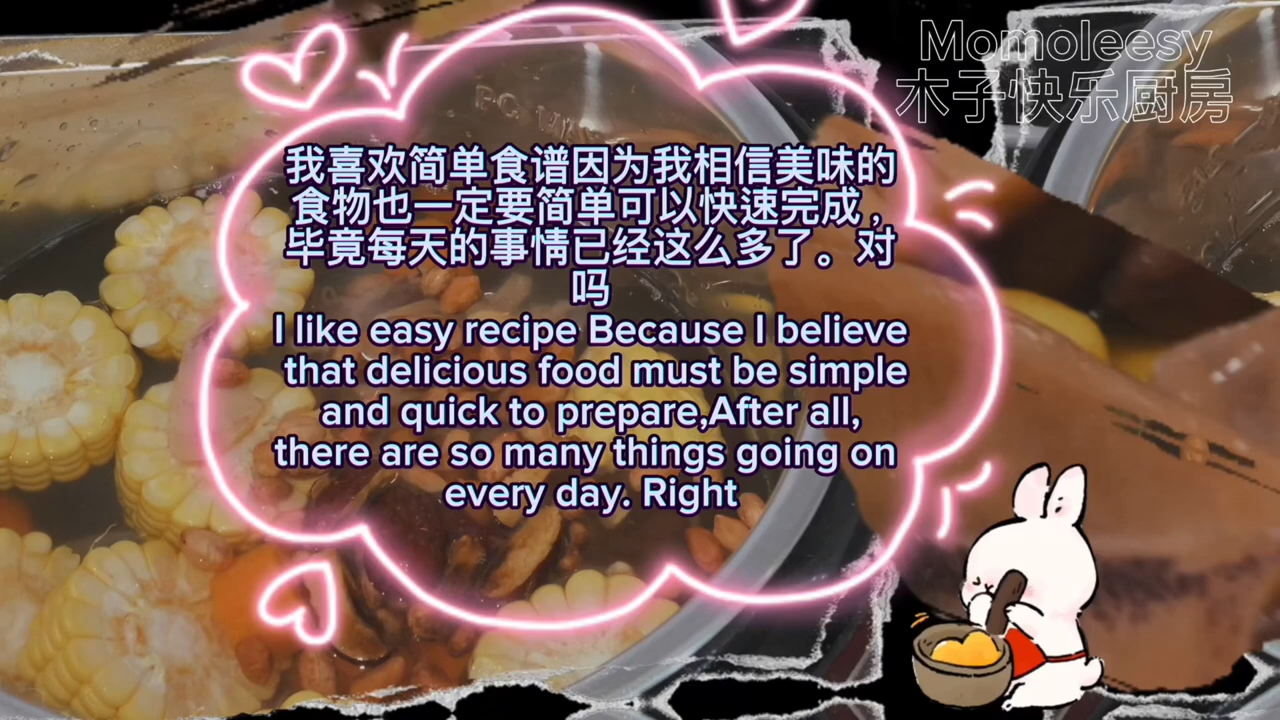 Momoleesy
木子快乐厨房
我喜欢简单食谱因为我相信美味的
食物也一定要简单可以快速完成，
毕竟每天的事情已经这么多了。对
吗
I like easy recipe Because I believe
that delicious food must be simple
and quick to prepare,After all,
there are so many things going on
every day. Right